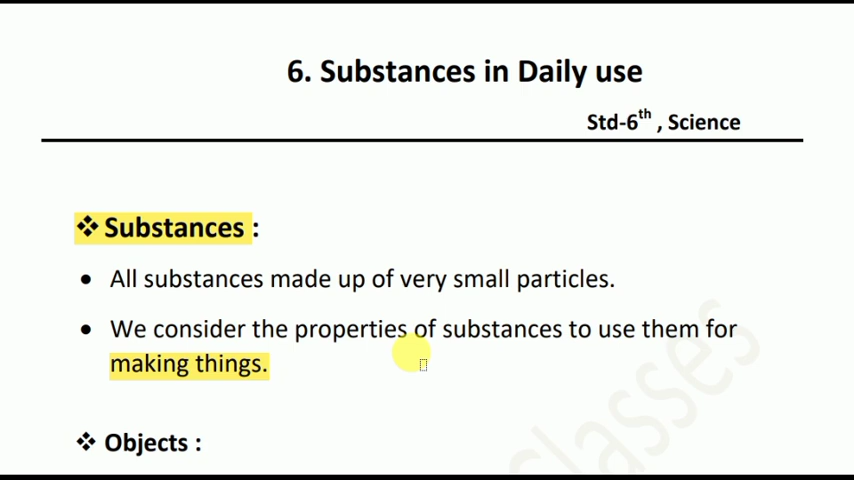 6. Substances in Daily use
Std-6th , Science
❖ Substances :
• All substances made up of very small particles.
• We consider the properties of substances to use them for
making things.
❖ Objects :
classes